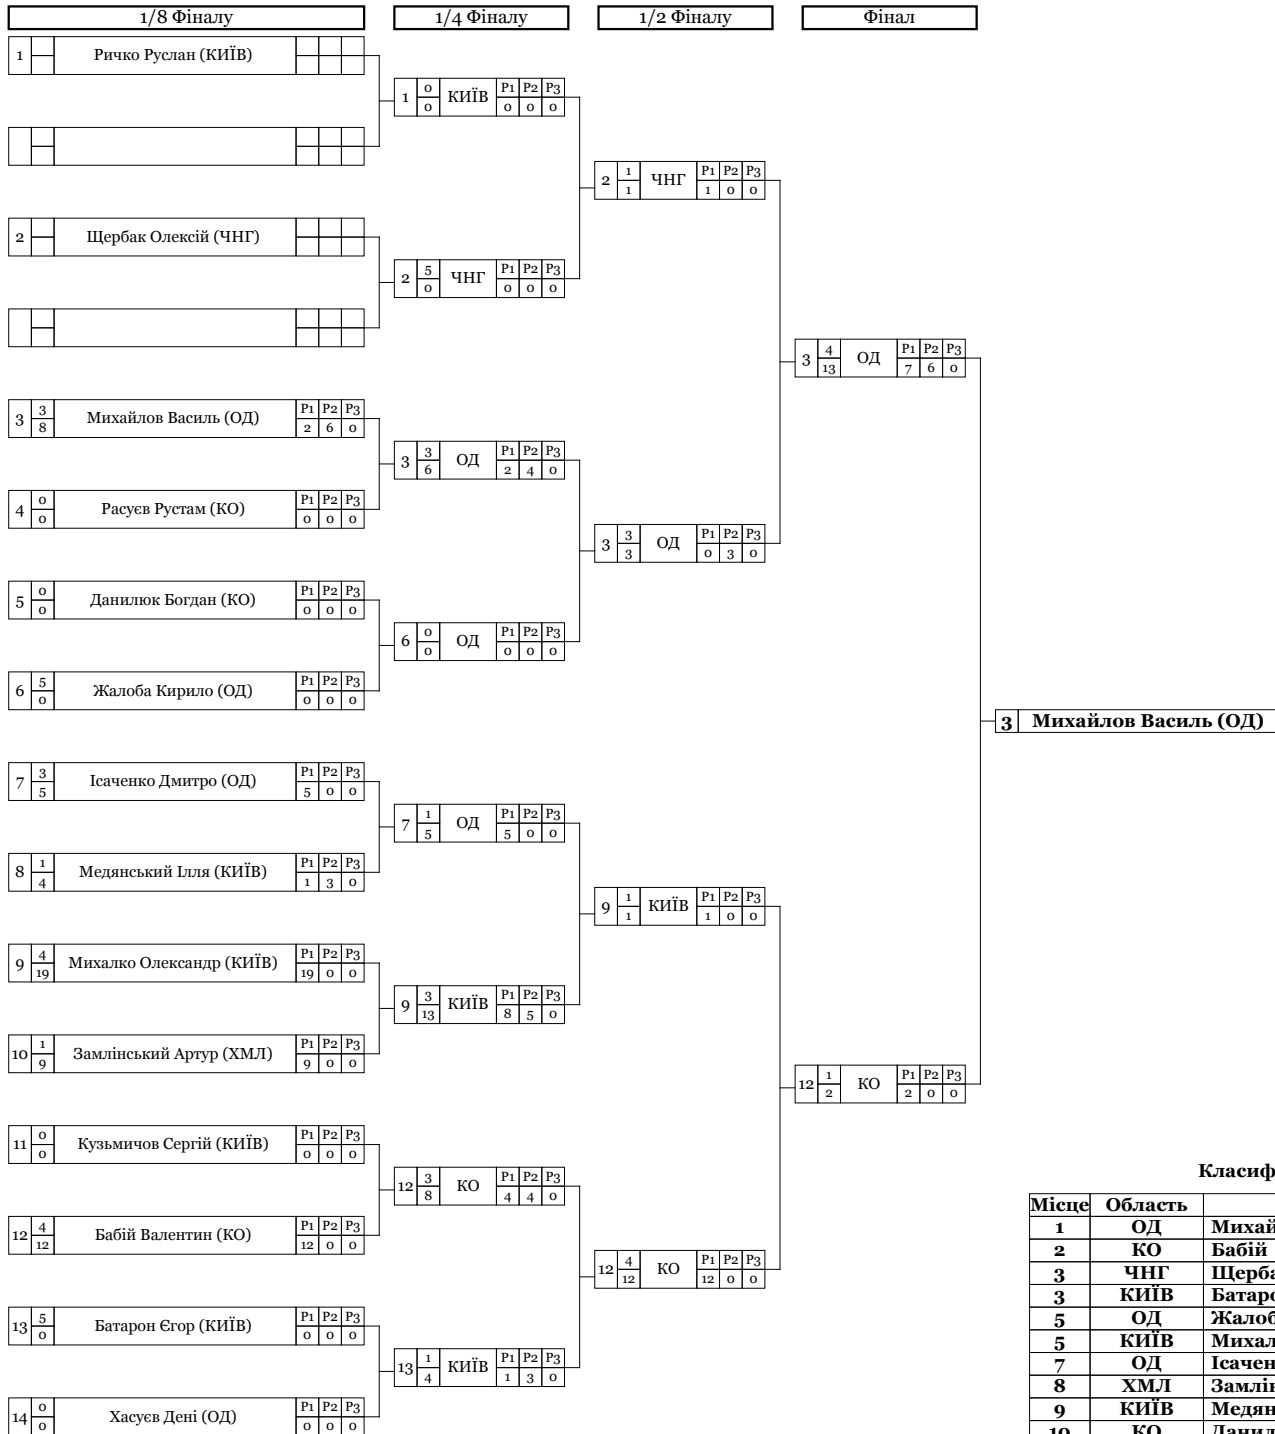 1/8 Фіналу 1/4 Фіналу 1/2 Фіналу Фінал
1 Ричко Руслан (КИЇВ)
1 0 0 КИЇВ P1 P2 P3 0 0 0
2 1 1 ЧНГ P1 P2 P3 1 0 0
2 Щербак Олексій (ЧНГ)
2 5 0 ЧНГ P1 P2 P3 0 0 0
3 4 13 ОД P1 P2 P3 7 6 0
3 3 8 Михайлов Василь (ОД) P1 P2 P3 2 6 0
3 3 6 ОД P1 P2 P3 2 4 0
4 0 0 Расуєв Рустам (КО) P1 P2 P3 0 0 0
3 3 3 ОД P1 P2 P3 0 3 0
5 0 0 Данилюк Богдан (КО) P1 P2 P3 0 0 0
6 0 0 ОД P1 P2 P3 0 0 0
6 5 0 Жалоба Кирило (ОД) P1 P2 P3 0 0 0
3 Михайлов Василь (ОД)
7 3 5 Ісаченко Дмитро (ОД) P1 P2 P3 5 0 0
7 1 5 ОД P1 P2 P3 5 0 0
8 1 4 Медянський Ілля (КИЇВ) P1 P2 P3 1 3 0
9 1 1 КИЇВ P1 P2 P3 1 0 0
9 4 19 Михалко Олександр (КИЇВ) P1 P2 P3 19 0 0
9 3 13 КИЇВ P1 P2 P3 8 5 0
10 1 9 Замлінський Артур (ХМЛ) P1 P2 P3 9 0 0
12 1 2 КО P1 P2 P3 2 0 0
11 0 0 Кузьмичов Сергій (КИЇВ) P1 P2 P3 0 0 0
12 3 8 КО P1 P2 P3 4 4 0
12 4 12 Бабій Валентин (КО) P1 P2 P3 12 0 0
12 4 12 КО P1 P2 P3 12 0 0
13 5 0 Батарон Єгор (КИЇВ) P1 P2 P3 0 0 0
13 1 4 КИЇВ P1 P2 P3 1 3 0
14 0 0 Хасуєв Дені (ОД) P1 P2 P3 0 0 0
Класиф
Місце Область
1 ОД Михай
2 КО Бабій
3 ЧНГ Щерба
3 КИЇВ Батаро
5 ОД Жалоб
5 КИЇВ Михал
7 ОД Ісачен
8 ХМЛ Замлін
9 КИЇВ Медян
10 КО Данил